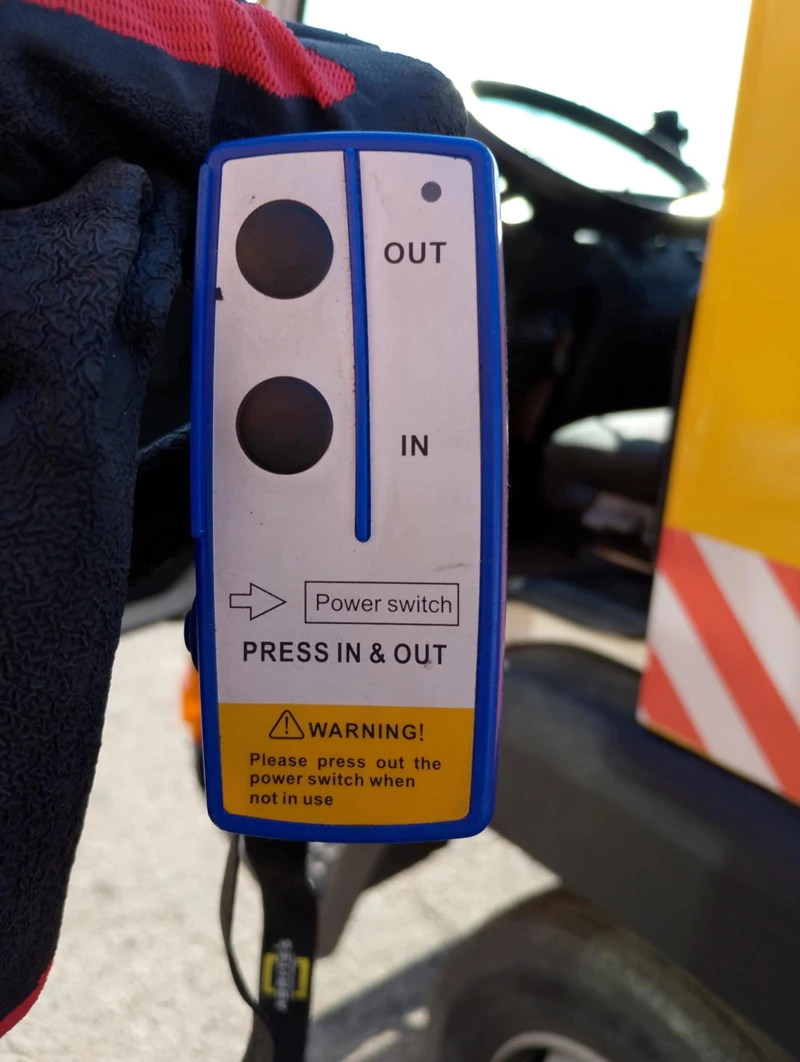 OUT
IN
Power switch
PRESS IN & OUT
WARNING!
Please press out the
power switch when
not in use